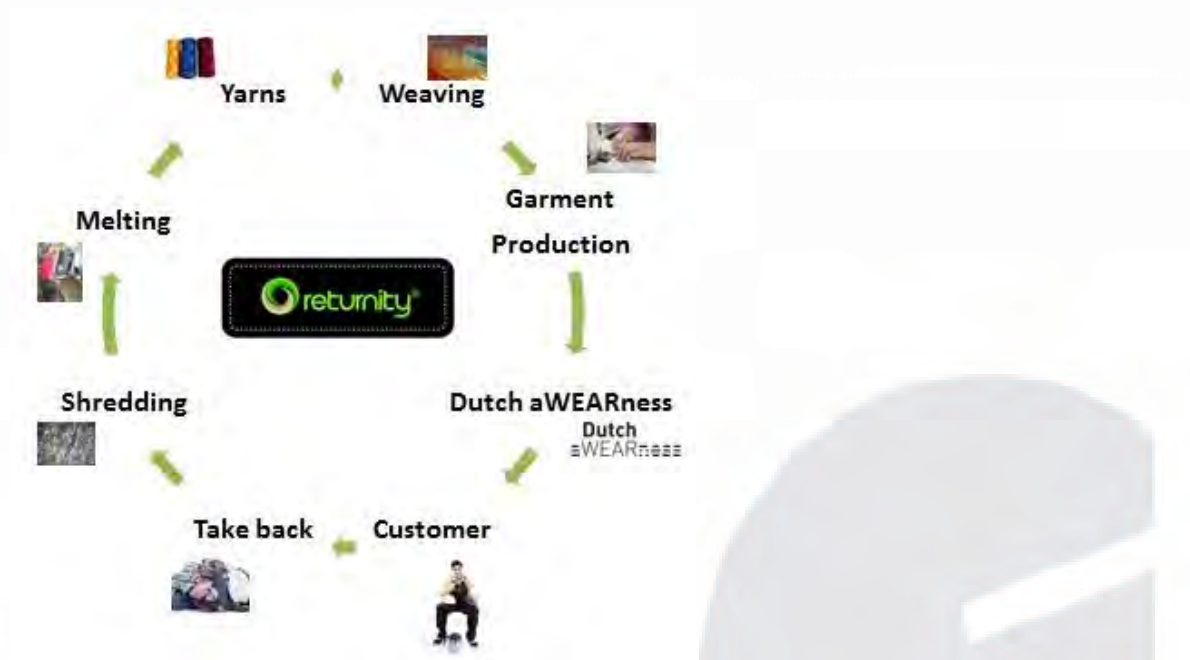 Yarns
Weaving
Garment
Production
Melting
returnity®
Shredding
Dutch aWEARness
Dutch
aWEARness
Take back
Customer